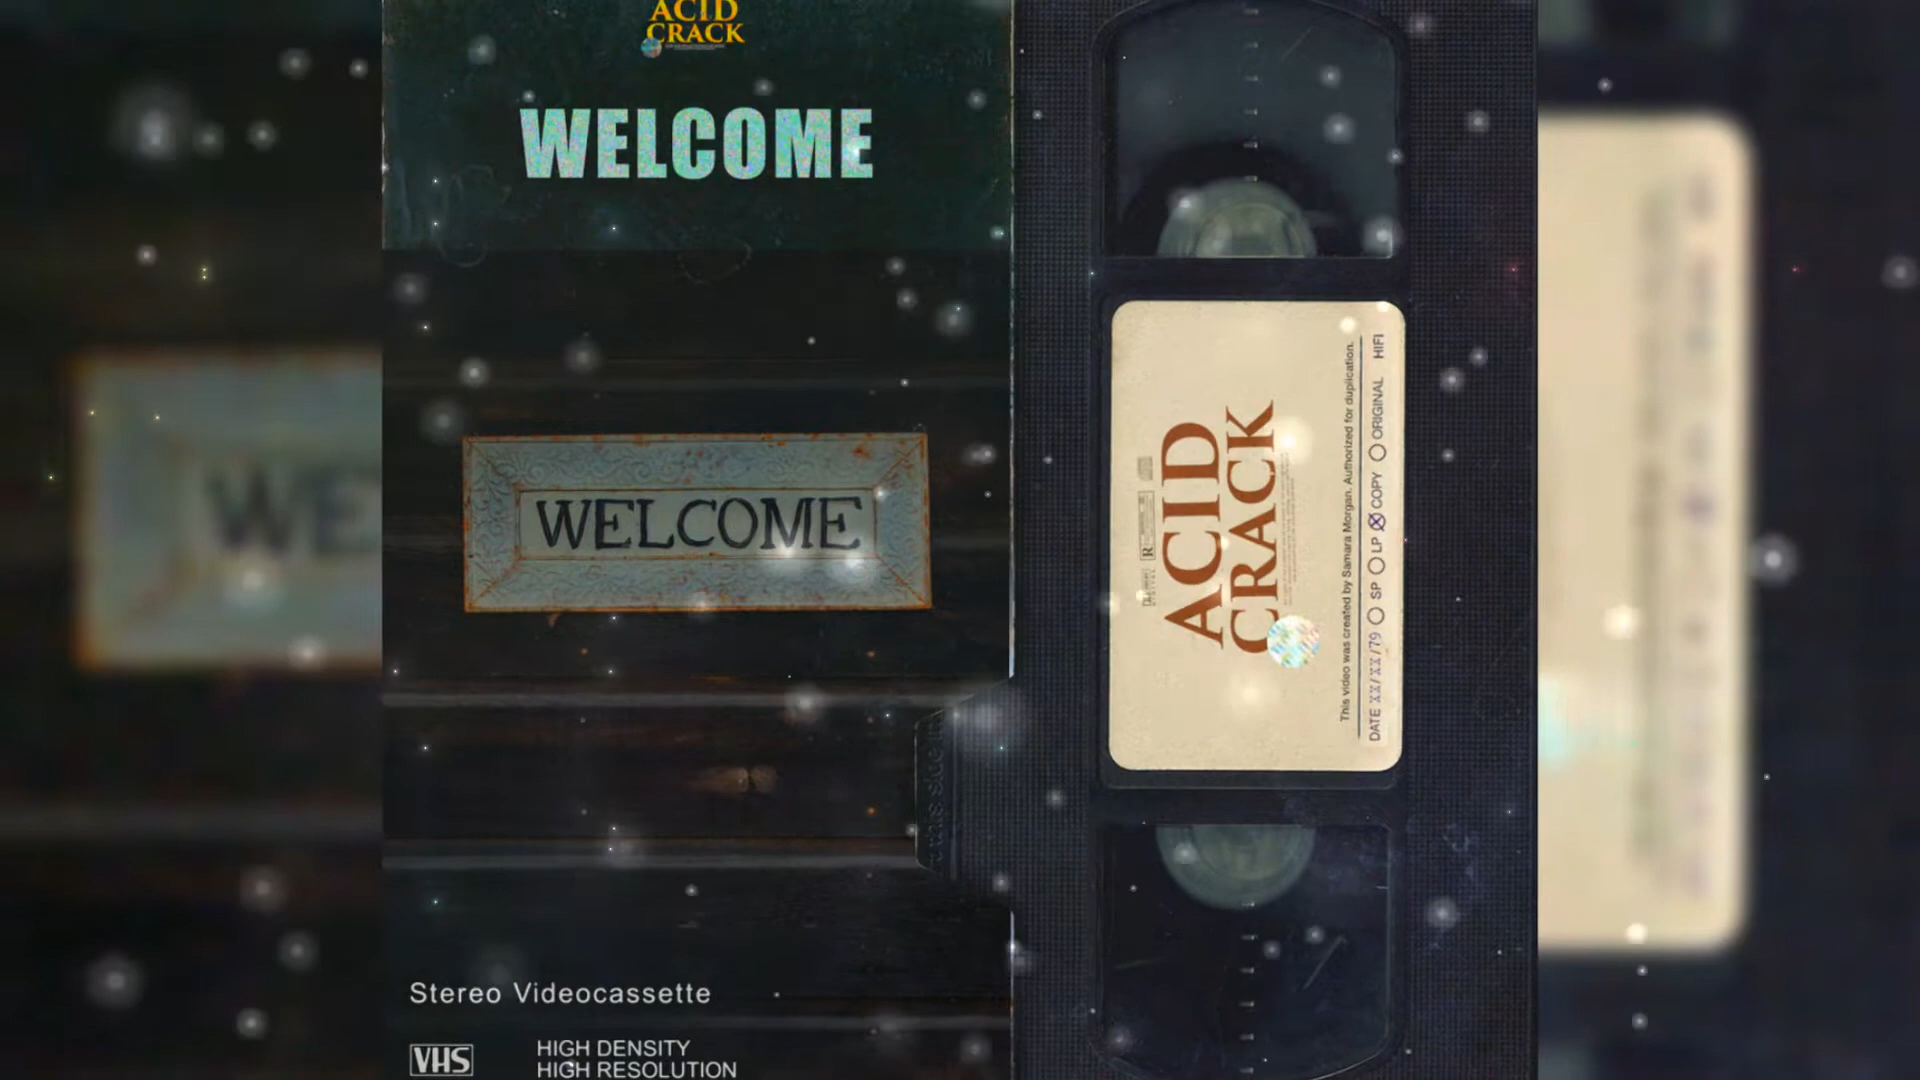 ACID
CRACK
WELCOME
WELCOME
Stereo Videocassette
VHS
HIGH DENSITY
HIGH RESOLUTION
ACID
CRACK
R
This video was created by Samara Morgan. Authorized for duplication.
DATE XX/XX/79 SP LP COPY ORIGINAL HIFI
WE